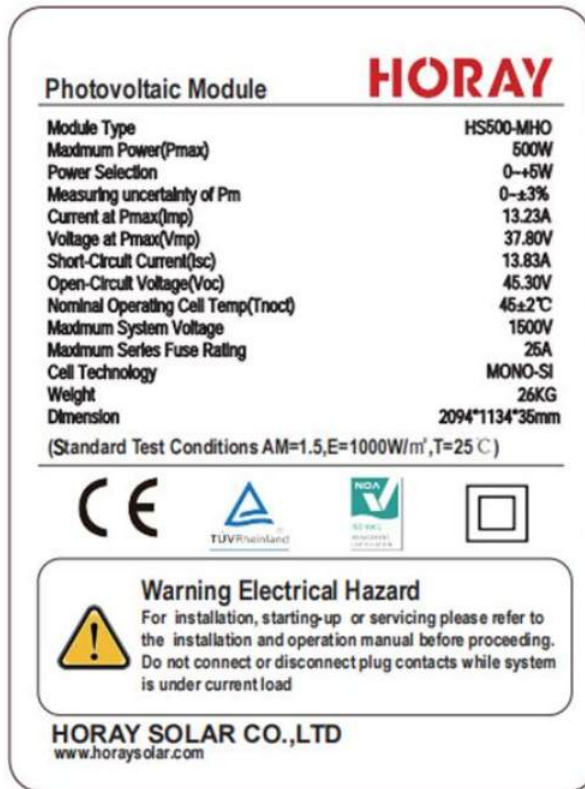 Photovoltaic Module HORAY
Module Type HS500-MHO
Maximum Power(Pmax) 500W
Power Selection 0~+5W
Measuring uncertainty of Pm 0~±3%
Current at Pmax(Imp) 13.23A
Voltage at Pmax(Vmp) 37.80V
Short-Circuit Current(Isc) 13.83A
Open-Circuit Voltage(Voc) 45.30V
Nominal Operating Cell Temp(Tnoct) 45±2℃
Maximum System Voltage 1500V
Maximum Series Fuse Rating 25A
Cell Technology MONO-SI
Weight 26KG
Dimension 2094*1134*35mm
(Standard Test Conditions AM=1.5,E=1000W/㎡,T=25℃)
CE
TÜVRheinland
NQA
Warning Electrical Hazard
For installation, starting-up or servicing please refer to
the installation and operation manual before proceeding.
Do not connect or disconnect plug contacts while system
is under current load
HORAY SOLAR CO.,LTD
www.horaysolar.com